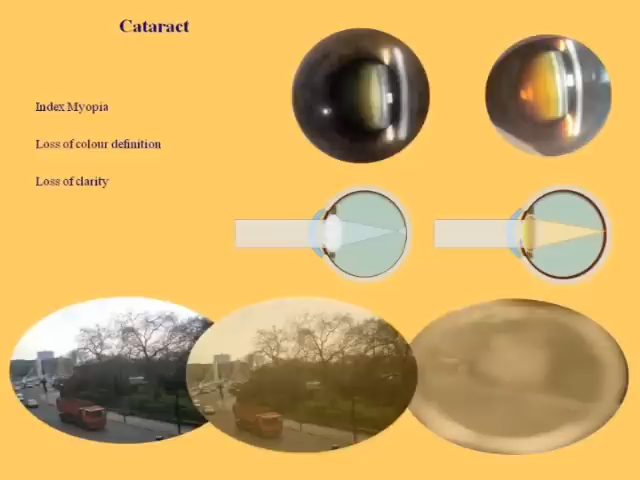 Cataract
Index Myopia
Loss of colour definition
Loss of clarity